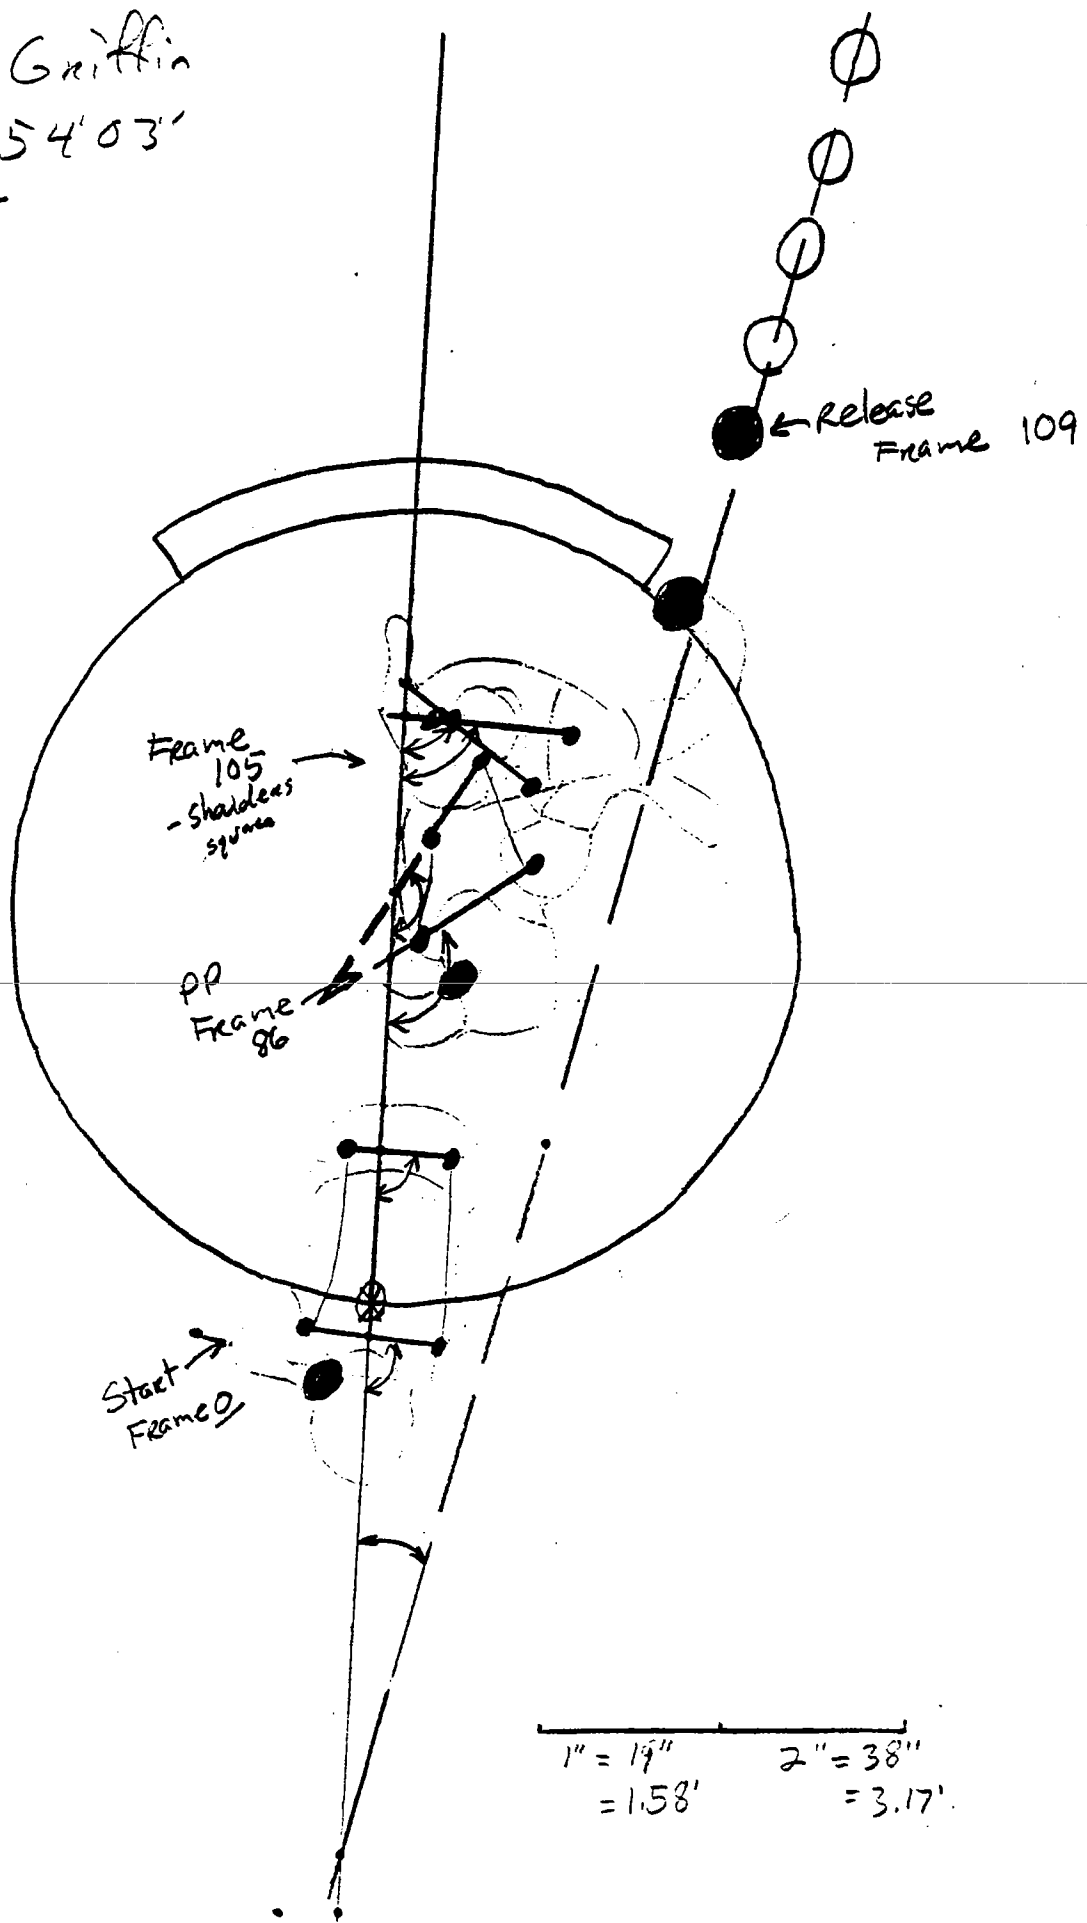 Griffin
54'03"
Release
Frame 109
Frame
105
- Shoulders
square
PP
Frame
86
Start
Frame 0
1" = 19" 2" = 38"
= 1.58' = 3.17'